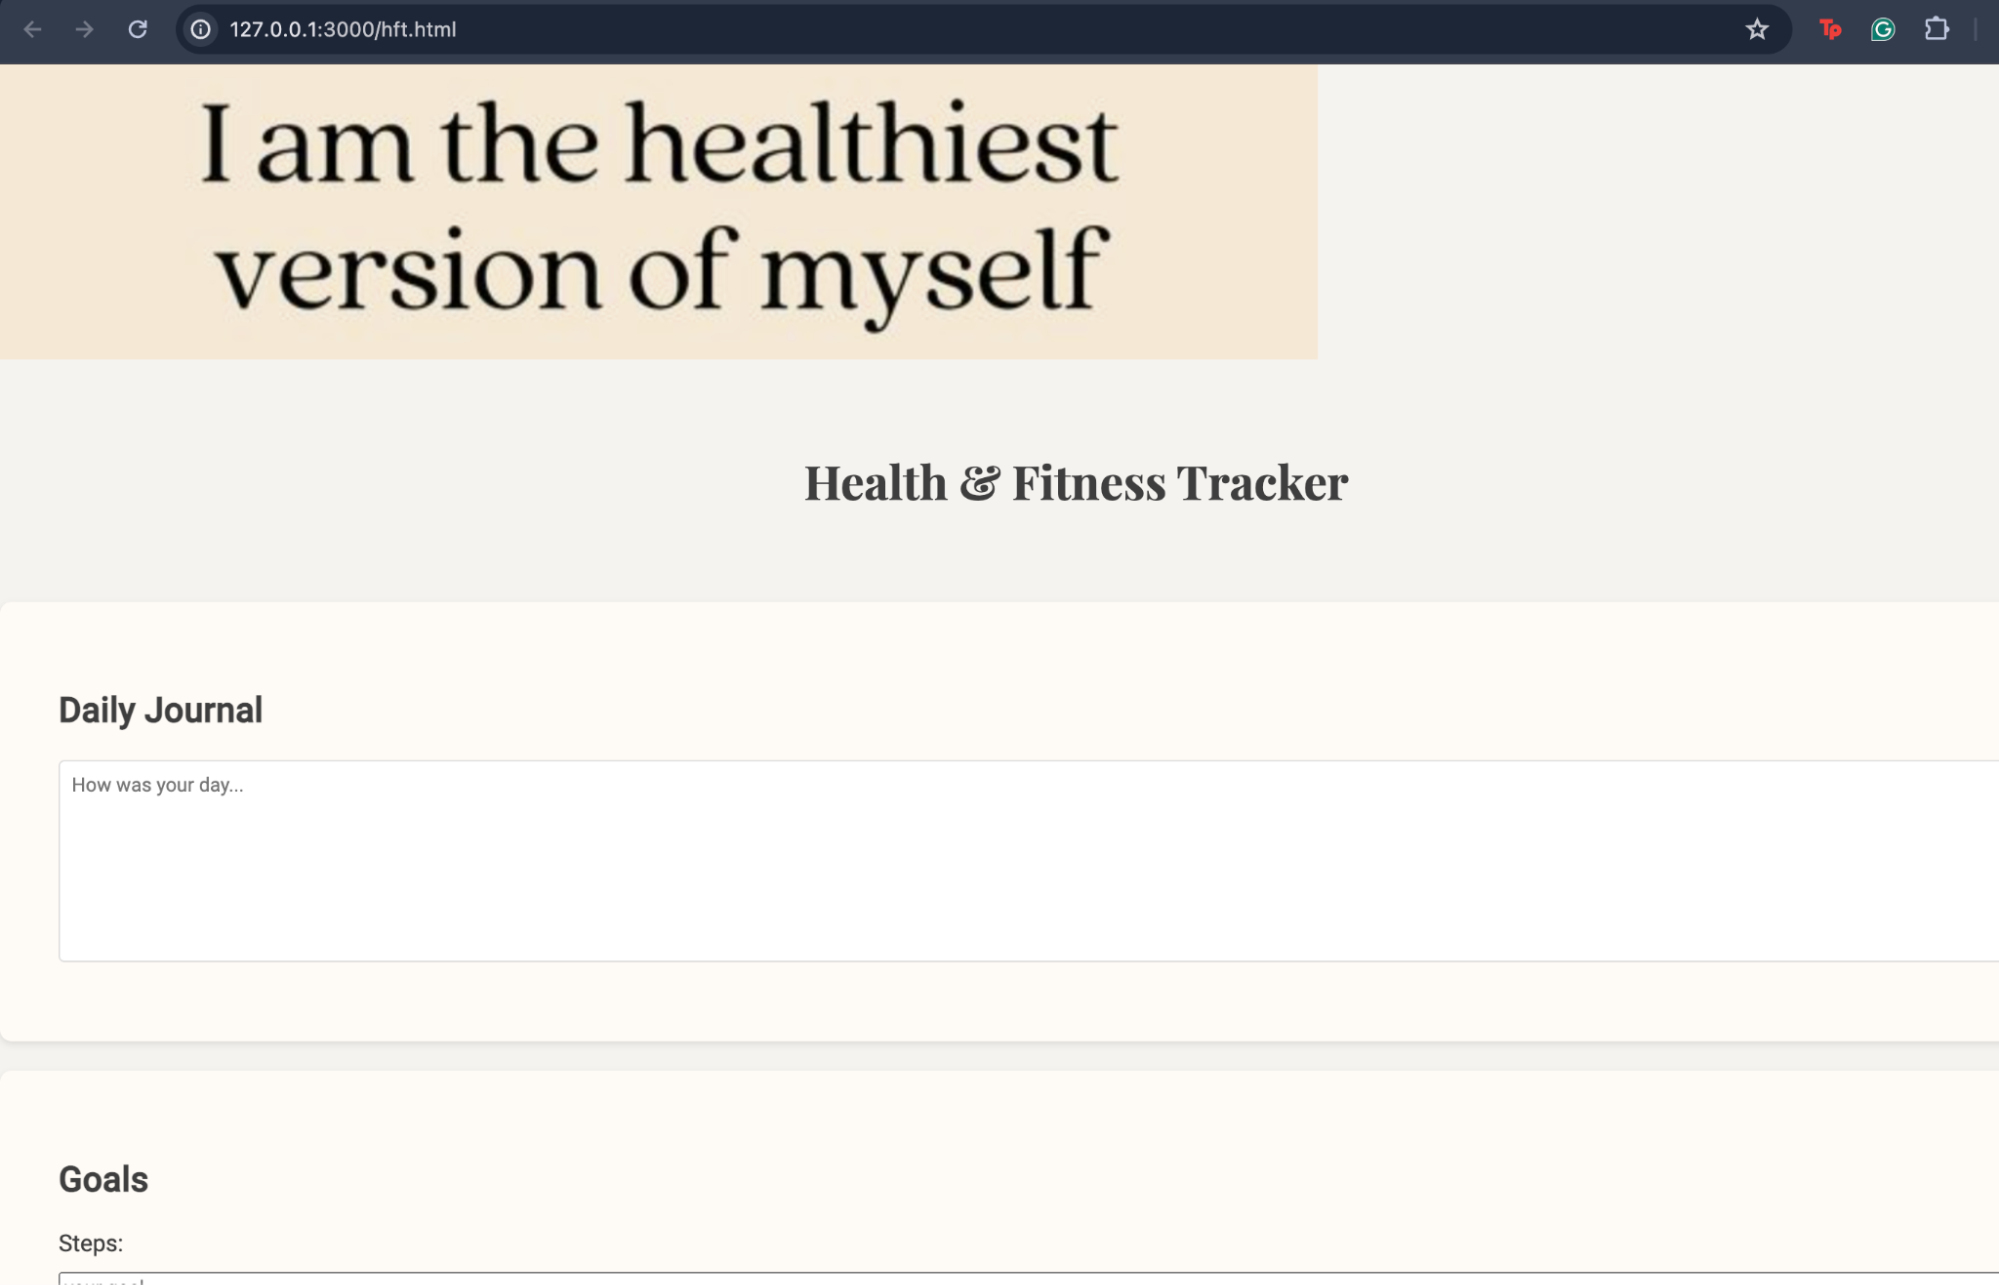 127.0.0.1:3000/hft.html
Tp
G
I am the healthiest
version of myself
Health & Fitness Tracker
Daily Journal
How was your day...
Goals
Steps: